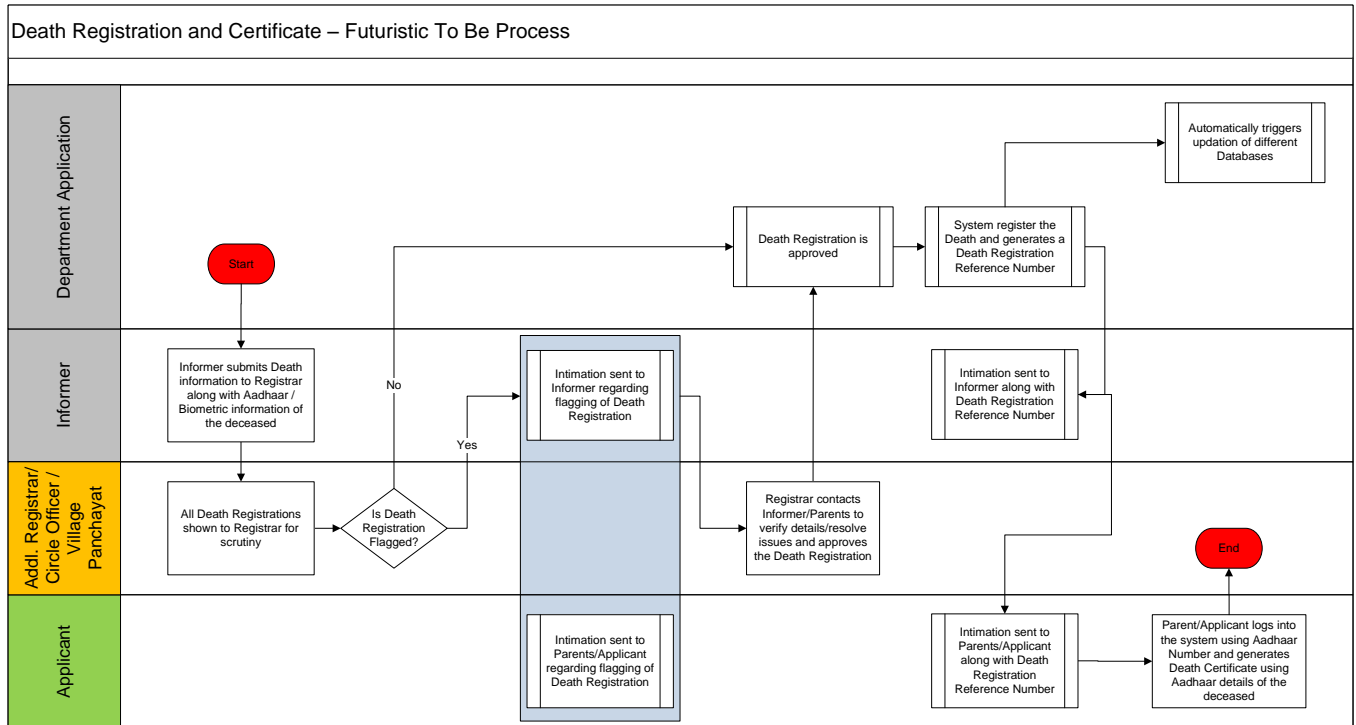 Death Registration and Certificate – Futuristic To Be Process
Department Application
Start
Automatically triggers
updation of different
Databases
Death Registration is
approved
System register the
Death and generates a
Death Registration
Reference Number
Informer
Informer submits Death
information to Registrar
along with Aadhaar /
Biometric information of
the deceased
No
Yes
Intimation sent to
Informer regarding
flagging of Death
Registration
Intimation sent to
Informer along with
Death Registration
Reference Number
Addl. Registrar/
Circle Officer /
Village
Panchayat
All Death Registrations
shown to Registrar for
scrutiny
Is Death
Registration
Flagged?
Registrar contacts
Informer/Parents to
verify details/resolve
issues and approves
the Death Registration
End
Applicant
Intimation sent to
Parents/Applicant
regarding flagging of
Death Registration
Intimation sent to
Parents/Applicant
along with Death
Registration
Reference Number
Parent/Applicant logs into
the system using Aadhaar
Number and generates
Death Certificate using
Aadhaar details of the
deceased